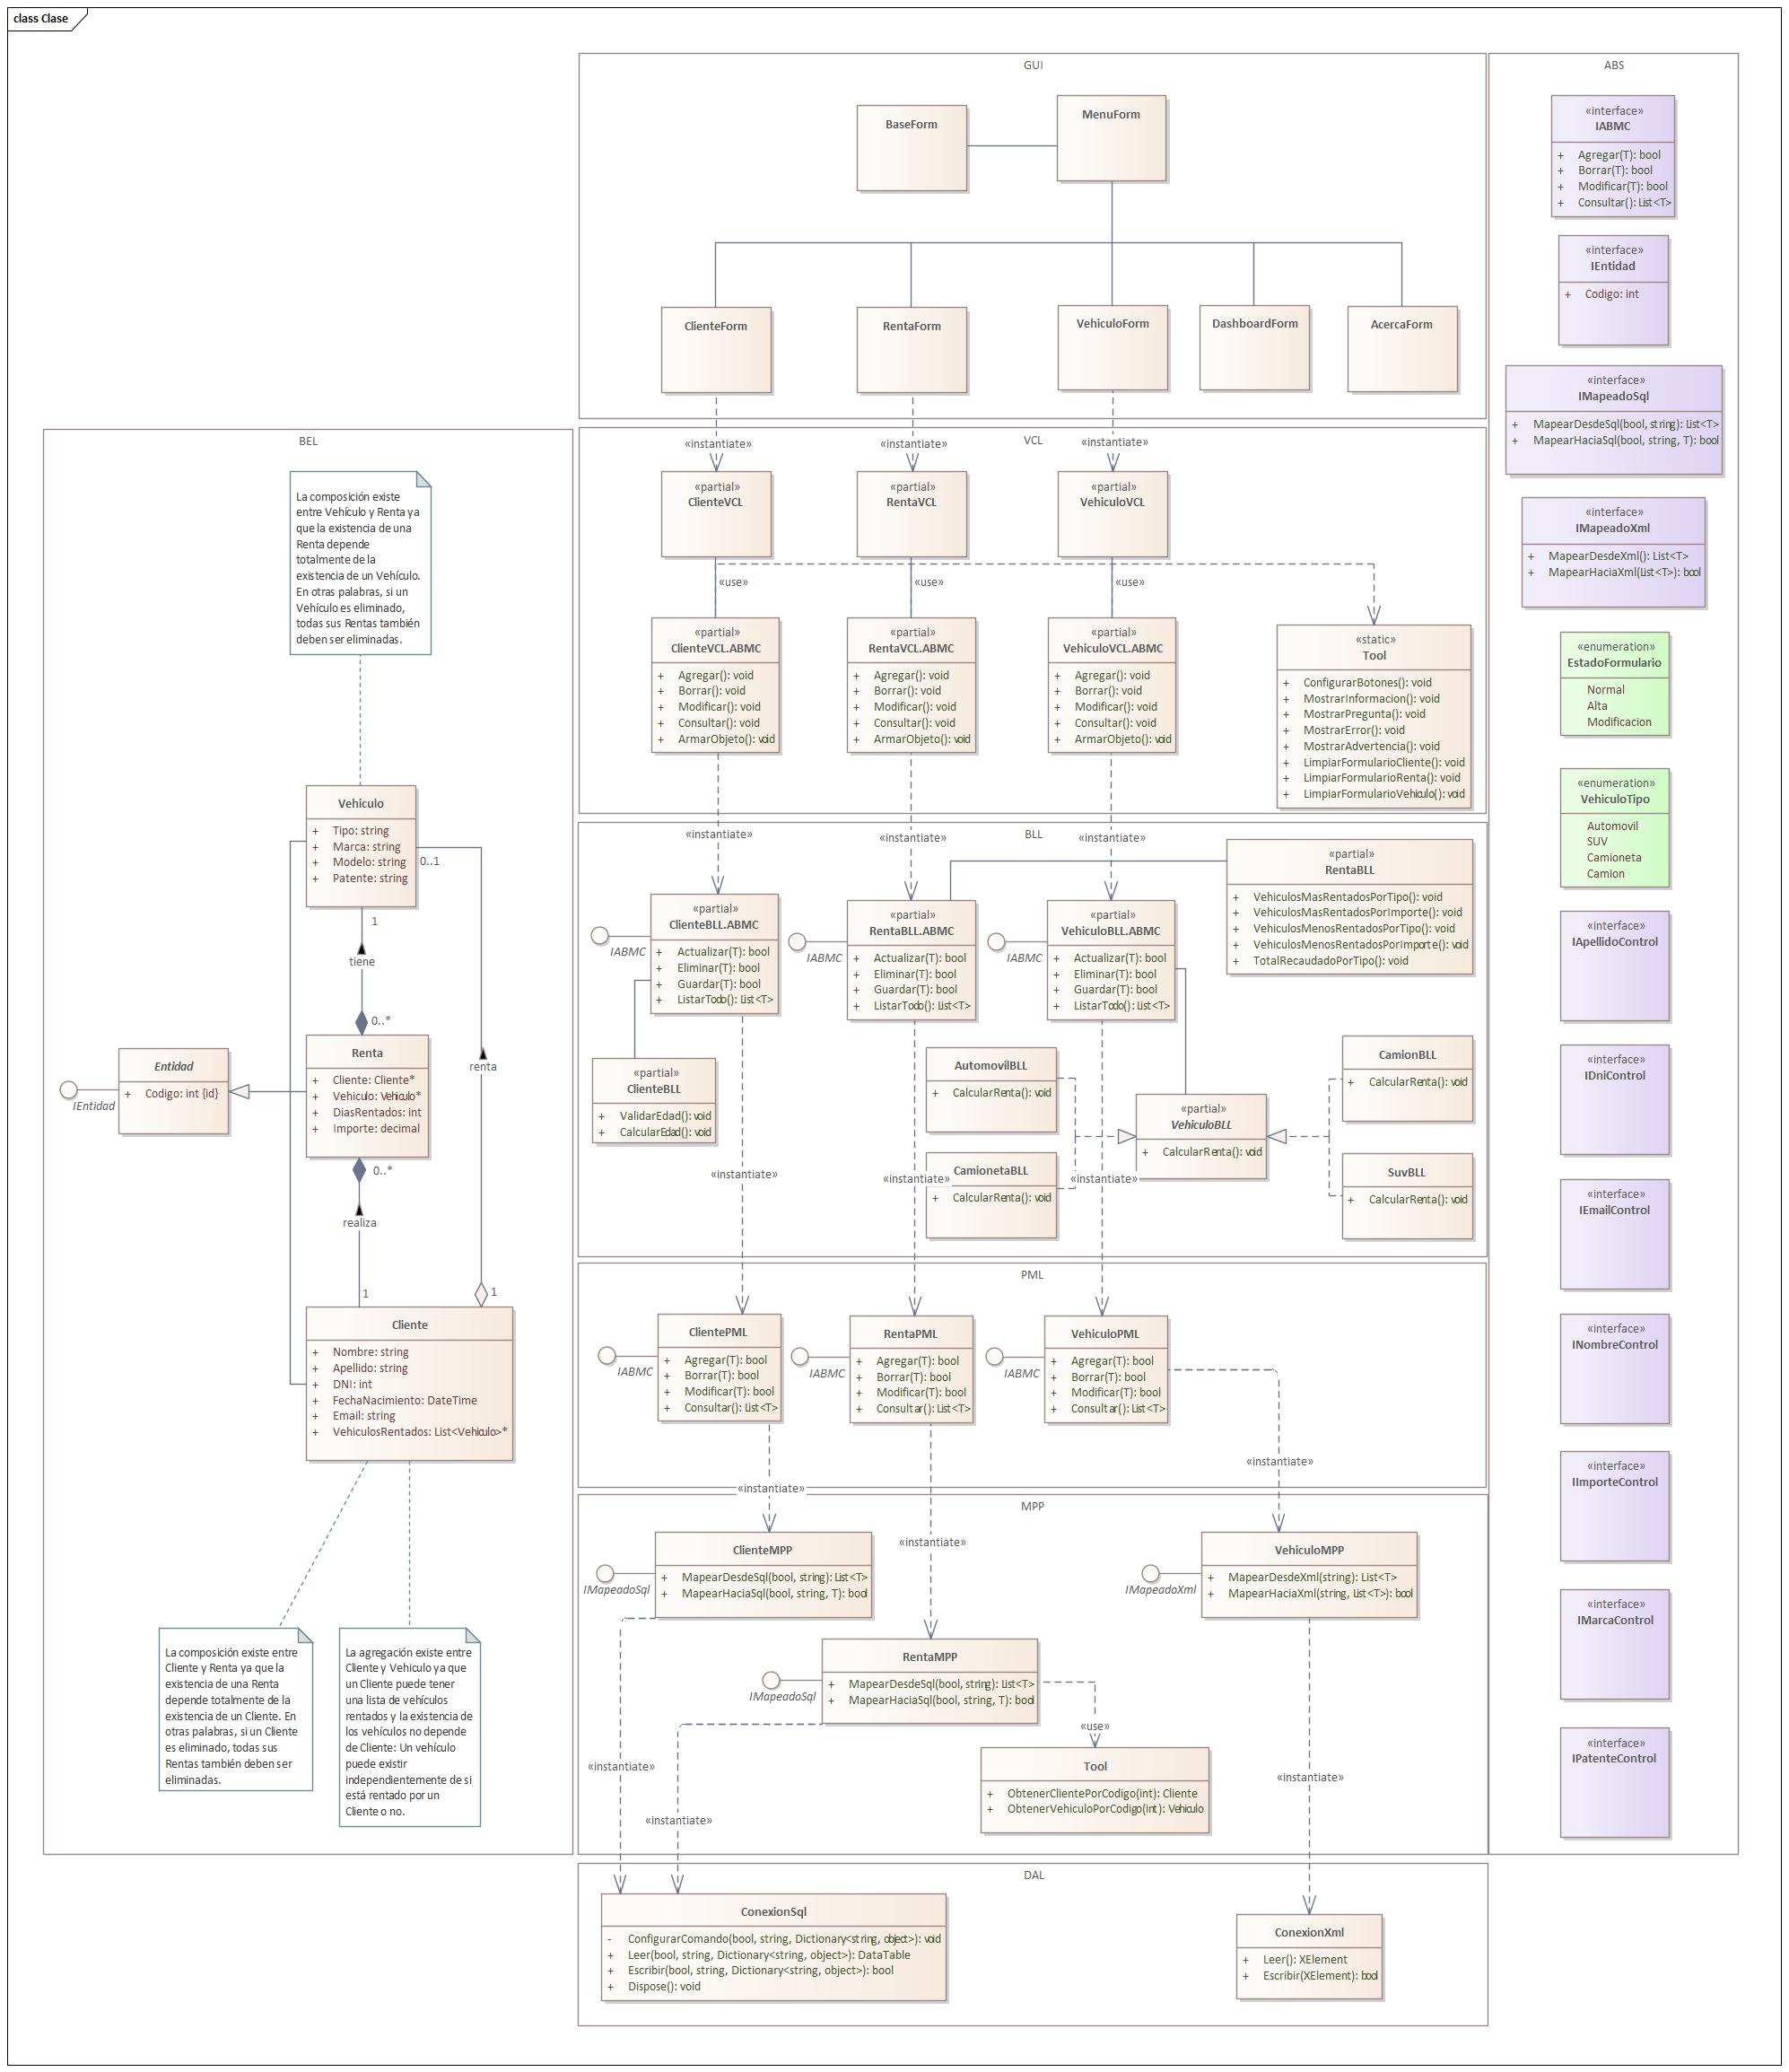 class Clase
GUI
BaseForm
MenuForm
ClienteForm
RentaForm
VehiculoForm
DashboardForm
AcercaForm
ABS
«interface»
IABMC
+ Agregar(T): bool
+ Borrar(T): bool
+ Modificar(T): bool
+ Consultar(): List<T>
«interface»
IEntidad
+ Codigo: int
«interface»
IMapeadoSql
+ MapearDesdeSql(bool, string): List<T>
+ MapearHaciaSql(bool, string, T): bool
«interface»
IMapeadoXml
+ MapearDesdeXml(): List<T>
+ MapearHaciaXml(List<T>): bool
«enumeration»
EstadoFormulario
Normal
Alta
Modificacion
«enumeration»
VehiculoTipo
Automovil
SUV
Camioneta
Camion
«interface»
IApellidoControl
«interface»
IDniControl
«interface»
IEmailControl
«interface»
INombreControl
«interface»
IImporteControl
«interface»
IMarcaControl
«interface»
IPatenteControl
BEL
La composición existe
entre Vehículo y Renta ya
que la existencia de una
Renta depende
totalmente de la
existencia de un Vehículo.
En otras palabras, si un
Vehículo es eliminado,
todas sus Rentas también
deben ser eliminadas.
Vehiculo
+ Tipo: string
+ Marca: string
+ Modelo: string
+ Patente: string
0..1
1
tiene
0..*
renta
Renta
+ Cliente: Cliente*
+ Vehiculo: Vehiculo*
+ DiasRentados: int
+ Importe: decimal
Entidad
+ Codigo: int {id}
IEntidad
0..*
realiza
1
1
Cliente
+ Nombre: string
+ Apellido: string
+ DNI: int
+ FechaNacimiento: DateTime
+ Email: string
+ VehiculosRentados: List<Vehiculo>*
La composición existe entre
Cliente y Renta ya que la
existencia de una Renta
depende totalmente de la
existencia de un Cliente. En
otras palabras, si un Cliente
es eliminado, todas sus
Rentas también deben ser
eliminadas.
La agregación existe entre
Cliente y Vehiculo ya que
un Cliente puede tener
una lista de vehículos
rentados y la existencia de
los vehículos no depende
de Cliente: Un vehículo
puede existir
independientemente de si
está rentado por un
Cliente o no.
VCL
«instantiate»
«instantiate»
«instantiate»
«partial»
ClienteVCL
«partial»
RentaVCL
«partial»
VehiculoVCL
«use»
«use»
«use»
«partial»
ClienteVCL.ABMC
+ Agregar(): void
+ Borrar(): void
+ Modificar(): void
+ Consultar(): void
+ ArmarObjeto(): void
«partial»
RentaVCL.ABMC
+ Agregar(): void
+ Borrar(): void
+ Modificar(): void
+ Consultar(): void
+ ArmarObjeto(): void
«partial»
VehiculoVCL.ABMC
+ Agregar(): void
+ Borrar(): void
+ Modificar(): void
+ Consultar(): void
+ ArmarObjeto(): void
«static»
Tool
+ ConfigurarBotones(): void
+ MostrarInformacion(): void
+ MostrarPregunta(): void
+ MostrarError(): void
+ MostrarAdvertencia(): void
+ LimpiarFormularioCliente(): void
+ LimpiarFormularioRenta(): void
+ LimpiarFormularioVehiculo(): void
BLL
«instantiate»
«instantiate»
«instantiate»
«partial»
RentaBLL
+ VehiculosMasRentadosPorTipo(): void
+ VehiculosMasRentadosPorImporte(): void
+ VehiculosMenosRentadosPorTipo(): void
+ VehiculosMenosRentadosPorImporte(): void
+ TotalRecaudadoPorTipo(): void
«partial»
ClienteBLL.ABMC
+ Actualizar(T): bool
+ Eliminar(T): bool
+ Guardar(T): bool
+ ListarTodo(): List<T>
IABMC
«partial»
RentaBLL.ABMC
+ Actualizar(T): bool
+ Eliminar(T): bool
+ Guardar(T): bool
+ ListarTodo(): List<T>
IABMC
«partial»
VehiculoBLL.ABMC
+ Actualizar(T): bool
+ Eliminar(T): bool
+ Guardar(T): bool
+ ListarTodo(): List<T>
IABMC
«partial»
ClienteBLL
+ ValidarEdad(): void
+ CalcularEdad(): void
AutomovilBLL
+ CalcularRenta(): void
CamionetaBLL
+ CalcularRenta(): void
«partial»
VehiculoBLL
+ CalcularRenta(): void
CamionBLL
+ CalcularRenta(): void
SuvBLL
+ CalcularRenta(): void
«instantiate»
«instantiate»
«instantiate»
PML
ClientePML
+ Agregar(T): bool
+ Borrar(T): bool
+ Modificar(T): bool
+ Consultar(): List<T>
IABMC
RentaPML
+ Agregar(T): bool
+ Borrar(T): bool
+ Modificar(T): bool
+ Consultar(): List<T>
IABMC
VehiculoPML
+ Agregar(T): bool
+ Borrar(T): bool
+ Modificar(T): bool
+ Consultar(): List<T>
IABMC
«instantiate»
«instantiate»
«instantiate»
MPP
ClienteMPP
+ MapearDesdeSql(bool, string): List<T>
+ MapearHaciaSql(bool, string, T): bool
IMapeadoSql
VehiculoMPP
+ MapearDesdeXml(string): List<T>
+ MapearHaciaXml(string, List<T>): bool
IMapeadoXml
RentaMPP
+ MapearDesdeSql(bool, string): List<T>
+ MapearHaciaSql(bool, string, T): bool
IMapeadoSql
«use»
Tool
+ ObtenerClientePorCodigo(int): Cliente
+ ObtenerVehiculoPorCodigo(int): Vehiculo
«instantiate»
«instantiate»
«instantiate»
DAL
ConexionSql
- ConfigurarComando(bool, string, Dictionary<string, object>): void
+ Leer(bool, string, Dictionary<string, object>): DataTable
+ Escribir(bool, string, Dictionary<string, object>): bool
+ Dispose(): void
ConexionXml
+ Leer(): XElement
+ Escribir(XElement): bool